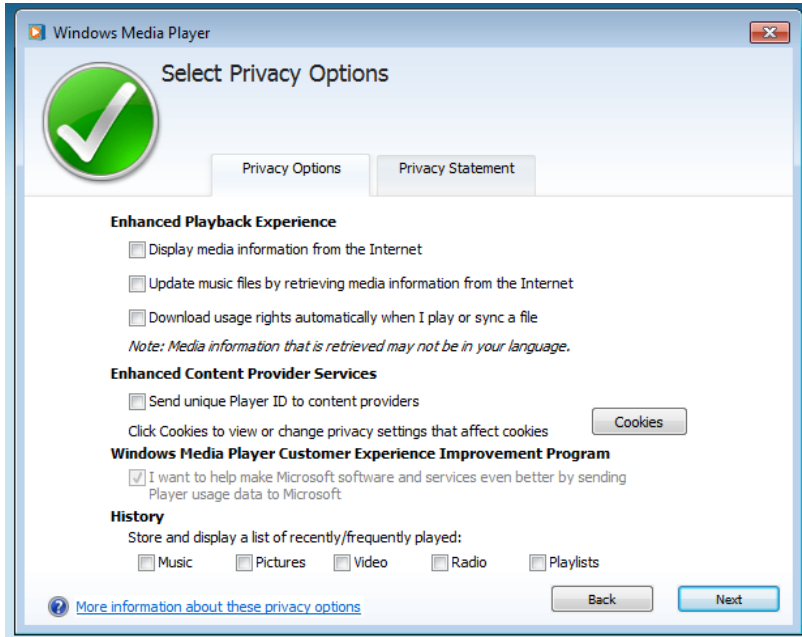 Windows Media Player
Select Privacy Options
Privacy Options
Privacy Statement
Enhanced Playback Experience
Display media information from the Internet
Update music files by retrieving media information from the Internet
Download usage rights automatically when I play or sync a file
Note: Media information that is retrieved may not be in your language.
Enhanced Content Provider Services
Send unique Player ID to content providers
Click Cookies to view or change privacy settings that affect cookies
Cookies
Windows Media Player Customer Experience Improvement Program
I want to help make Microsoft software and services even better by sending
Player usage data to Microsoft
History
Store and display a list of recently/frequently played:
Music Pictures Video Radio Playlists
More information about these privacy options
Back
Next